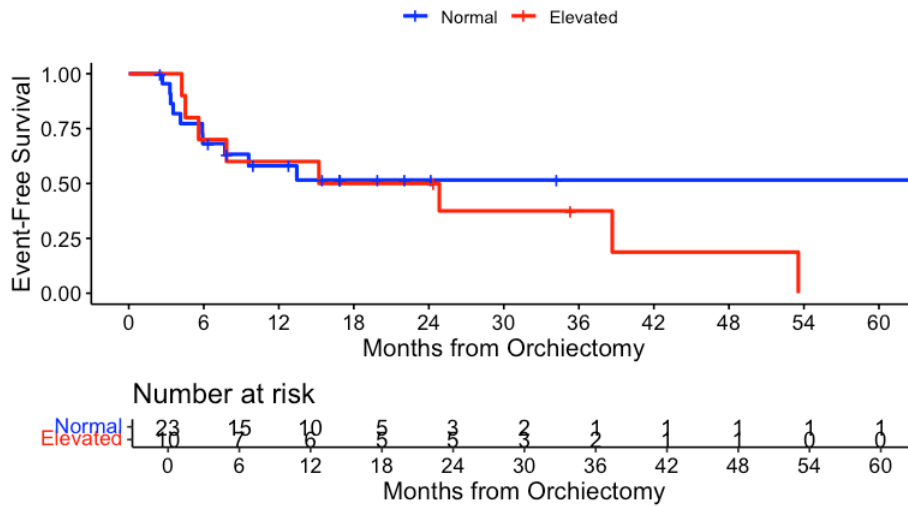 Normal Elevated
Event-Free Survival
1.00
0.75
0.50
0.25
0.00
0 6 12 18 24 30 36 42 48 54 60
Months from Orchiectomy
Number at risk
Normal 23 15 10 5 3 2 1 1 1 1 1
Elevated 10 7 6 5 5 3 2 1 1 0 0
0 6 12 18 24 30 36 42 48 54 60
Months from Orchiectomy